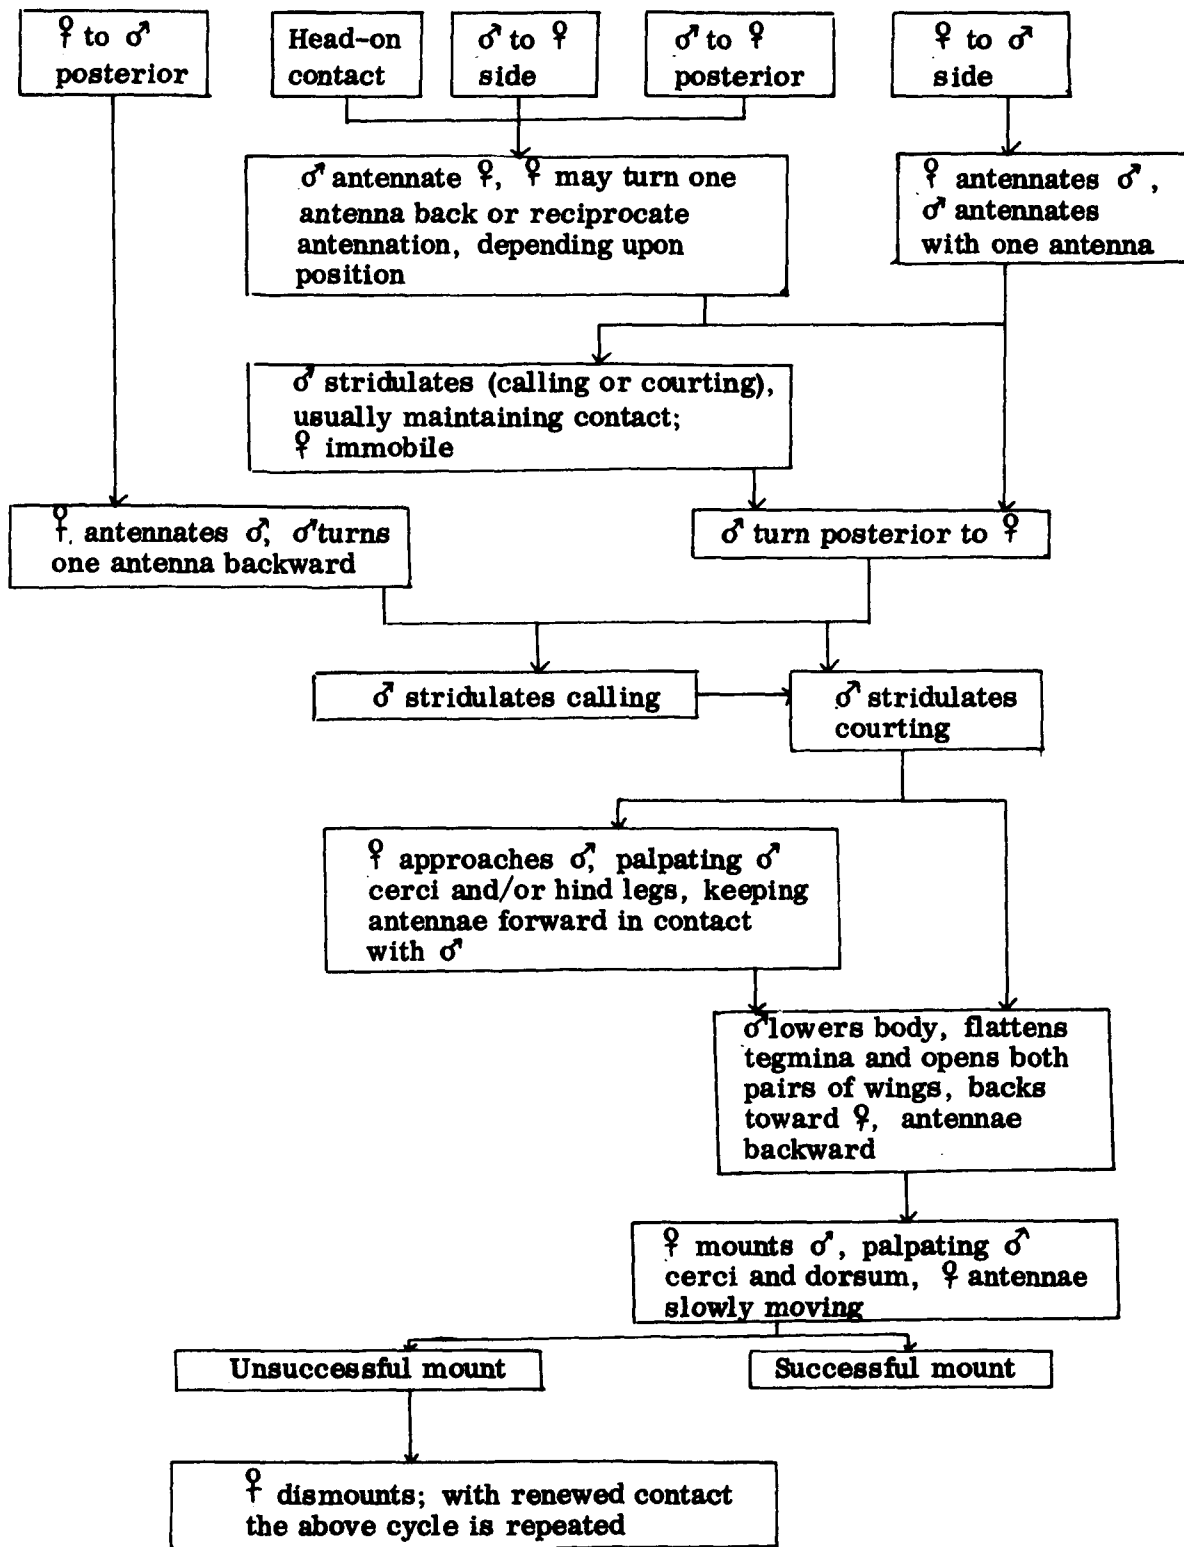 ♀ to ♂
posterior
Head-on
contact
♂ to ♀
side
♂ to ♀
posterior
♀ to ♂
side
♂ antennate ♀, ♀ may turn one
antenna back or reciprocate
antennation, depending upon
position
♀ antennates ♂,
♂ antennates
with one antenna
♂ stridulates (calling or courting),
usually maintaining contact;
♀ immobile
♀ antennates ♂, ♂ turns
one antenna backward
♂ turn posterior to ♀
♂ stridulates calling
♂ stridulates
courting
♀ approaches ♂, palpating ♂
cerci and/or hind legs, keeping
antennae forward in contact
with ♂
♂ lowers body, flattens
tegmina and opens both
pairs of wings, backs
toward ♀, antennae
backward
♀ mounts ♂, palpating ♂
cerci and dorsum, ♀ antennae
slowly moving
Unsuccessful mount
Successful mount
♀ dismounts; with renewed contact
the above cycle is repeated